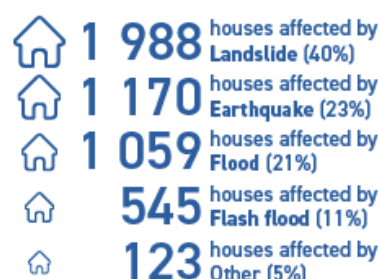 1 988 houses affected by
Landslide (40%)
1 170 houses affected by
Earthquake (23%)
1 059 houses affected by
Flood (21%)
545 houses affected by
Flash flood (11%)
123 houses affected by
Other (5%)